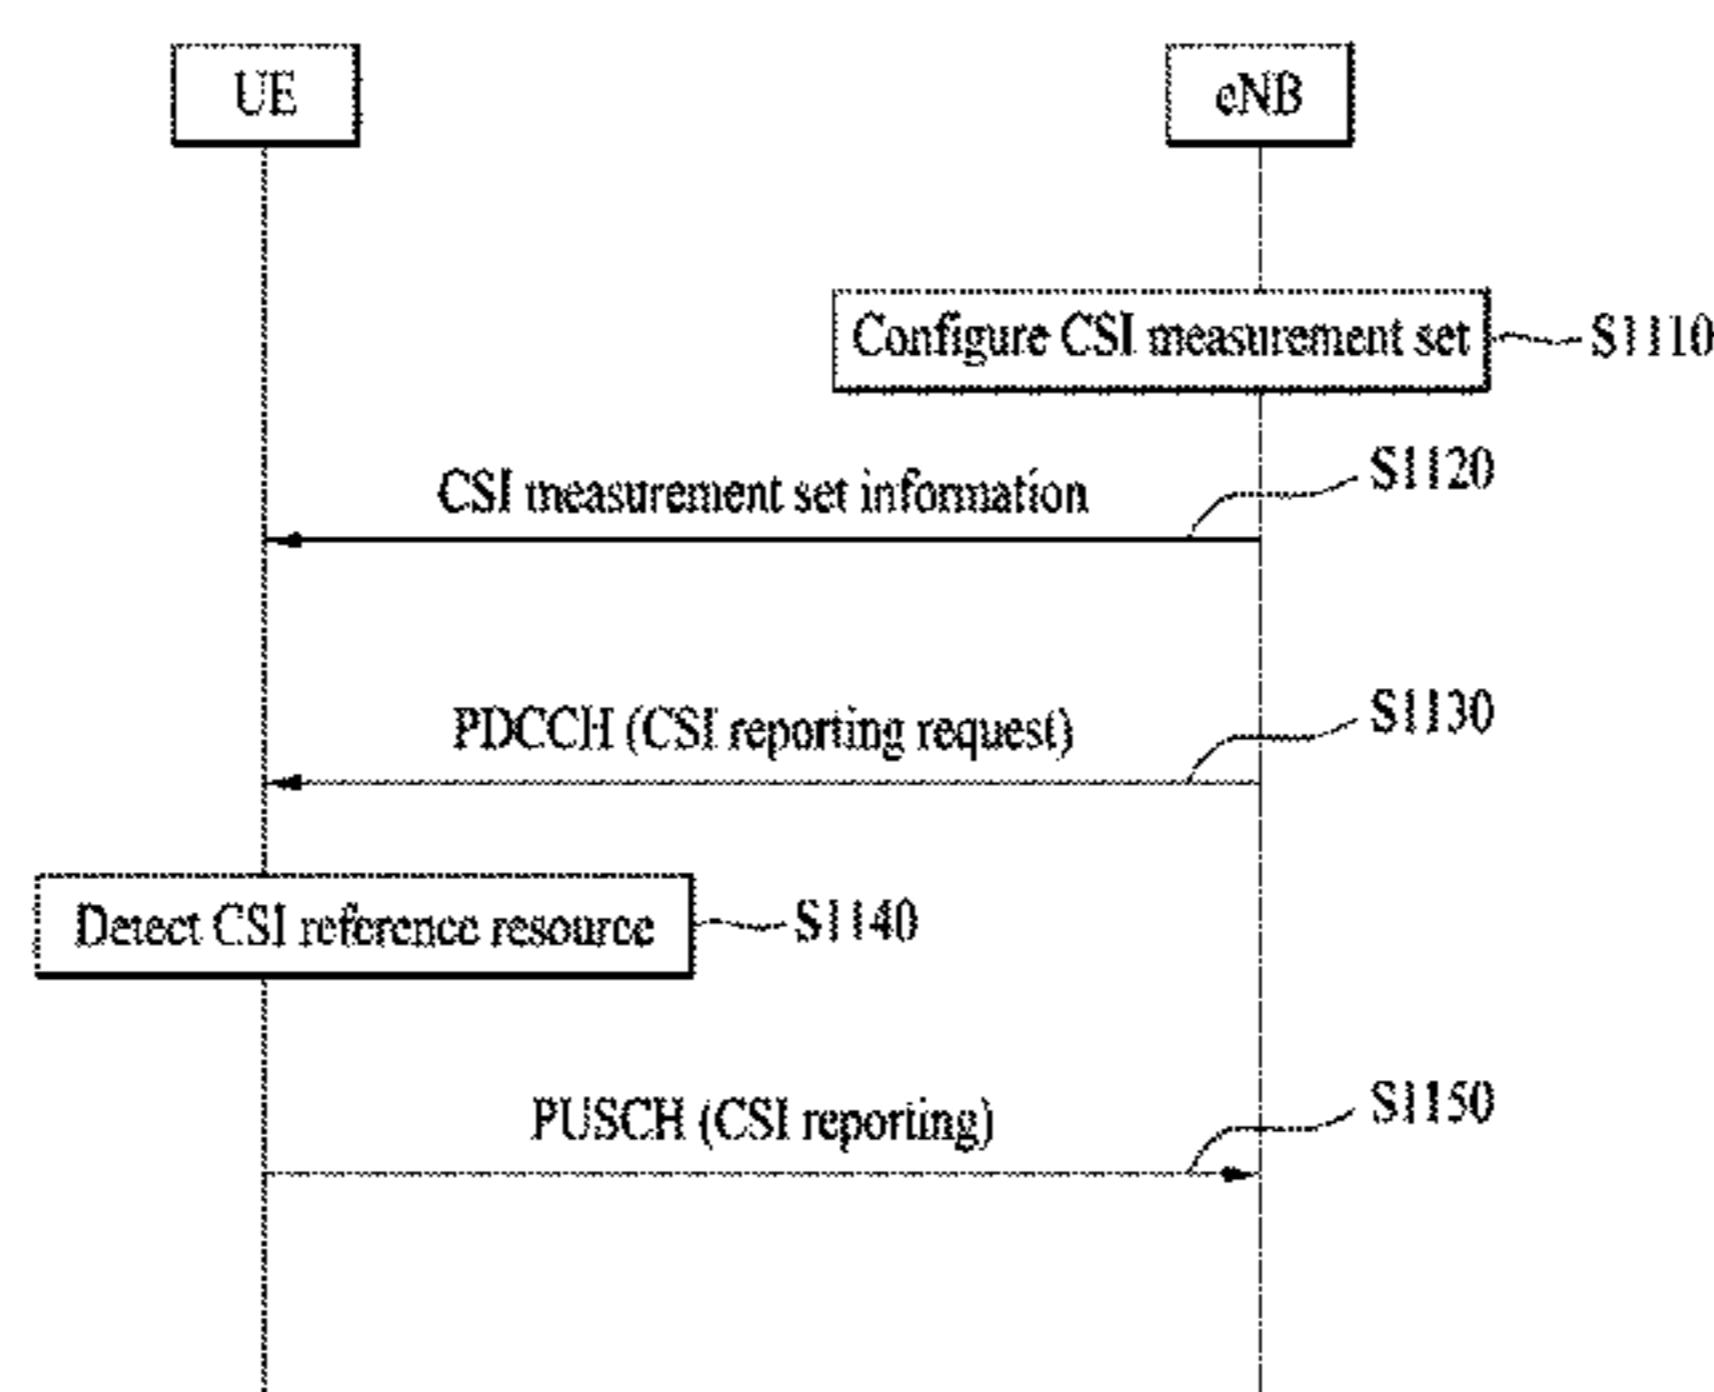 UE
eNB
Configure CSI measurement set
S1110
S1120
CSI measurement set information
S1130
PDCCH (CSI reporting request)
Detect CSI reference resource
S1140
S1150
PUSCH (CSI reporting)